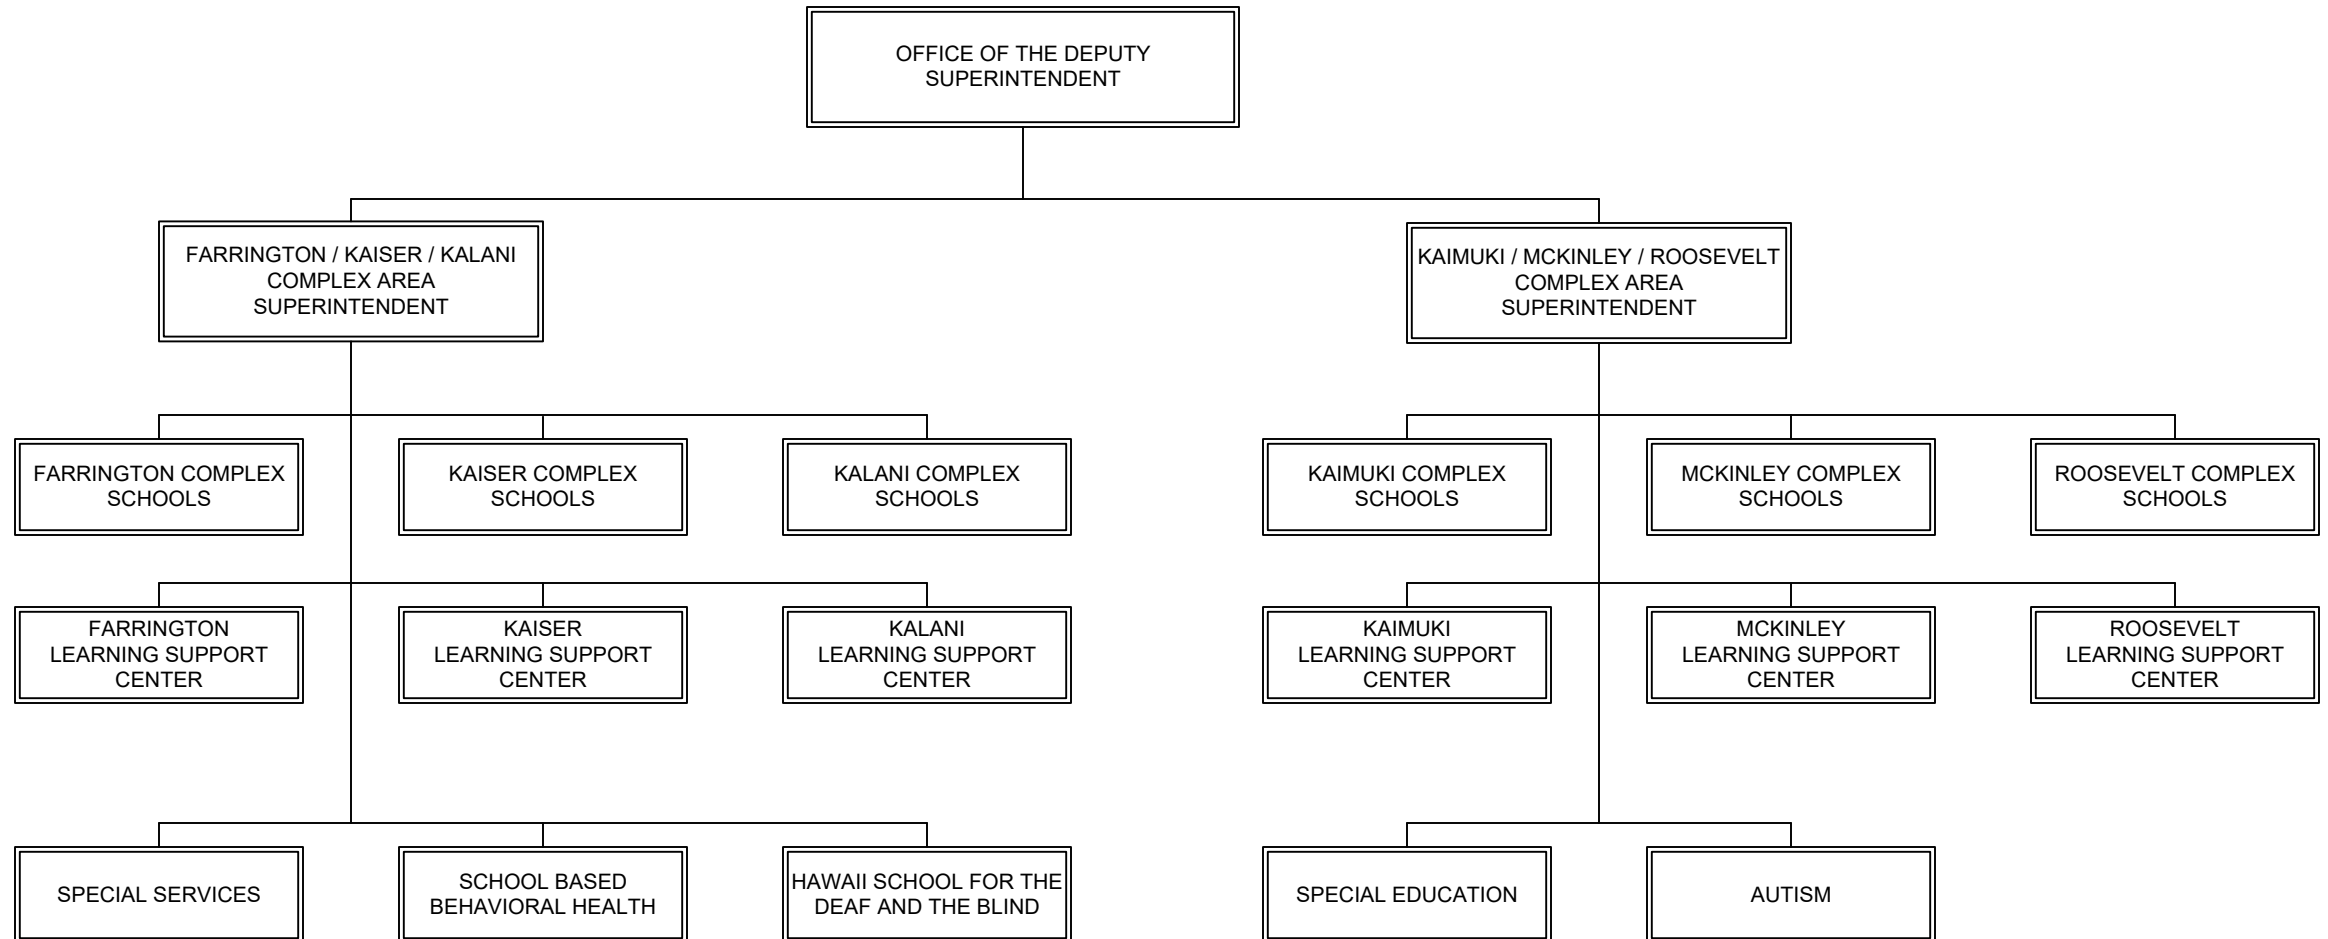 OFFICE OF THE DEPUTY
SUPERINTENDENT
FARRINGTON / KAISER / KALANI
COMPLEX AREA
SUPERINTENDENT
KAIMUKI / MCKINLEY / ROOSEVELT
COMPLEX AREA
SUPERINTENDENT
FARRINGTON COMPLEX
SCHOOLS
KAISER COMPLEX
SCHOOLS
KALANI COMPLEX
SCHOOLS
KAIMUKI COMPLEX
SCHOOLS
MCKINLEY COMPLEX
SCHOOLS
ROOSEVELT COMPLEX
SCHOOLS
FARRINGTON
LEARNING SUPPORT
CENTER
KAISER
LEARNING SUPPORT
CENTER
KALANI
LEARNING SUPPORT
CENTER
KAIMUKI
LEARNING SUPPORT
CENTER
MCKINLEY
LEARNING SUPPORT
CENTER
ROOSEVELT
LEARNING SUPPORT
CENTER
SPECIAL SERVICES
SCHOOL BASED
BEHAVIORAL HEALTH
HAWAII SCHOOL FOR THE
DEAF AND THE BLIND
SPECIAL EDUCATION
AUTISM